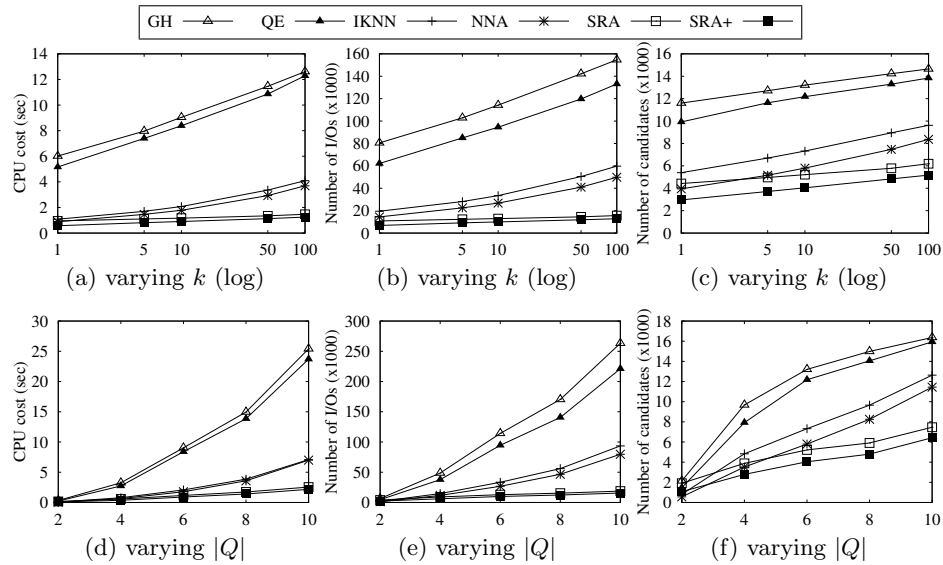 GH QE IKNN NNA SRA SRA+
CPU cost (sec)
14
12
10
8
6
4
2
0
1 5 10 50 100
(a) varying k (log)
Number of I/Os (x1000)
160
140
120
100
80
60
40
20
0
1 5 10 50 100
(b) varying k (log)
Number of candidates (x1000)
16
14
12
10
8
6
4
2
0
1 5 10 50 100
(c) varying k (log)
CPU cost (sec)
30
25
20
15
10
5
0
2 4 6 8 10
(d) varying |Q|
Number of I/Os (x1000)
300
250
200
150
100
50
0
2 4 6 8 10
(e) varying |Q|
Number of candidates (x1000)
18
16
14
12
10
8
6
4
2
0
2 4 6 8 10
(f) varying |Q|